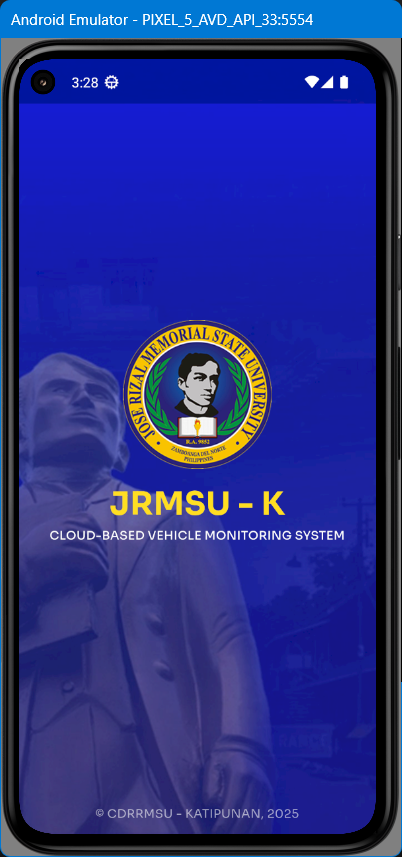 Android Emulator - PIXEL_5_AVD_API_33:5554
3:28
JOSE RIZAL MEMORIAL STATE UNIVERSITY
R.A. 9852
ZAMBOANGA DEL NORTE
PHILIPPINES
JRMSU - K
CLOUD-BASED VEHICLE MONITORING SYSTEM
© CDRRMSU - KATIPUNAN, 2025